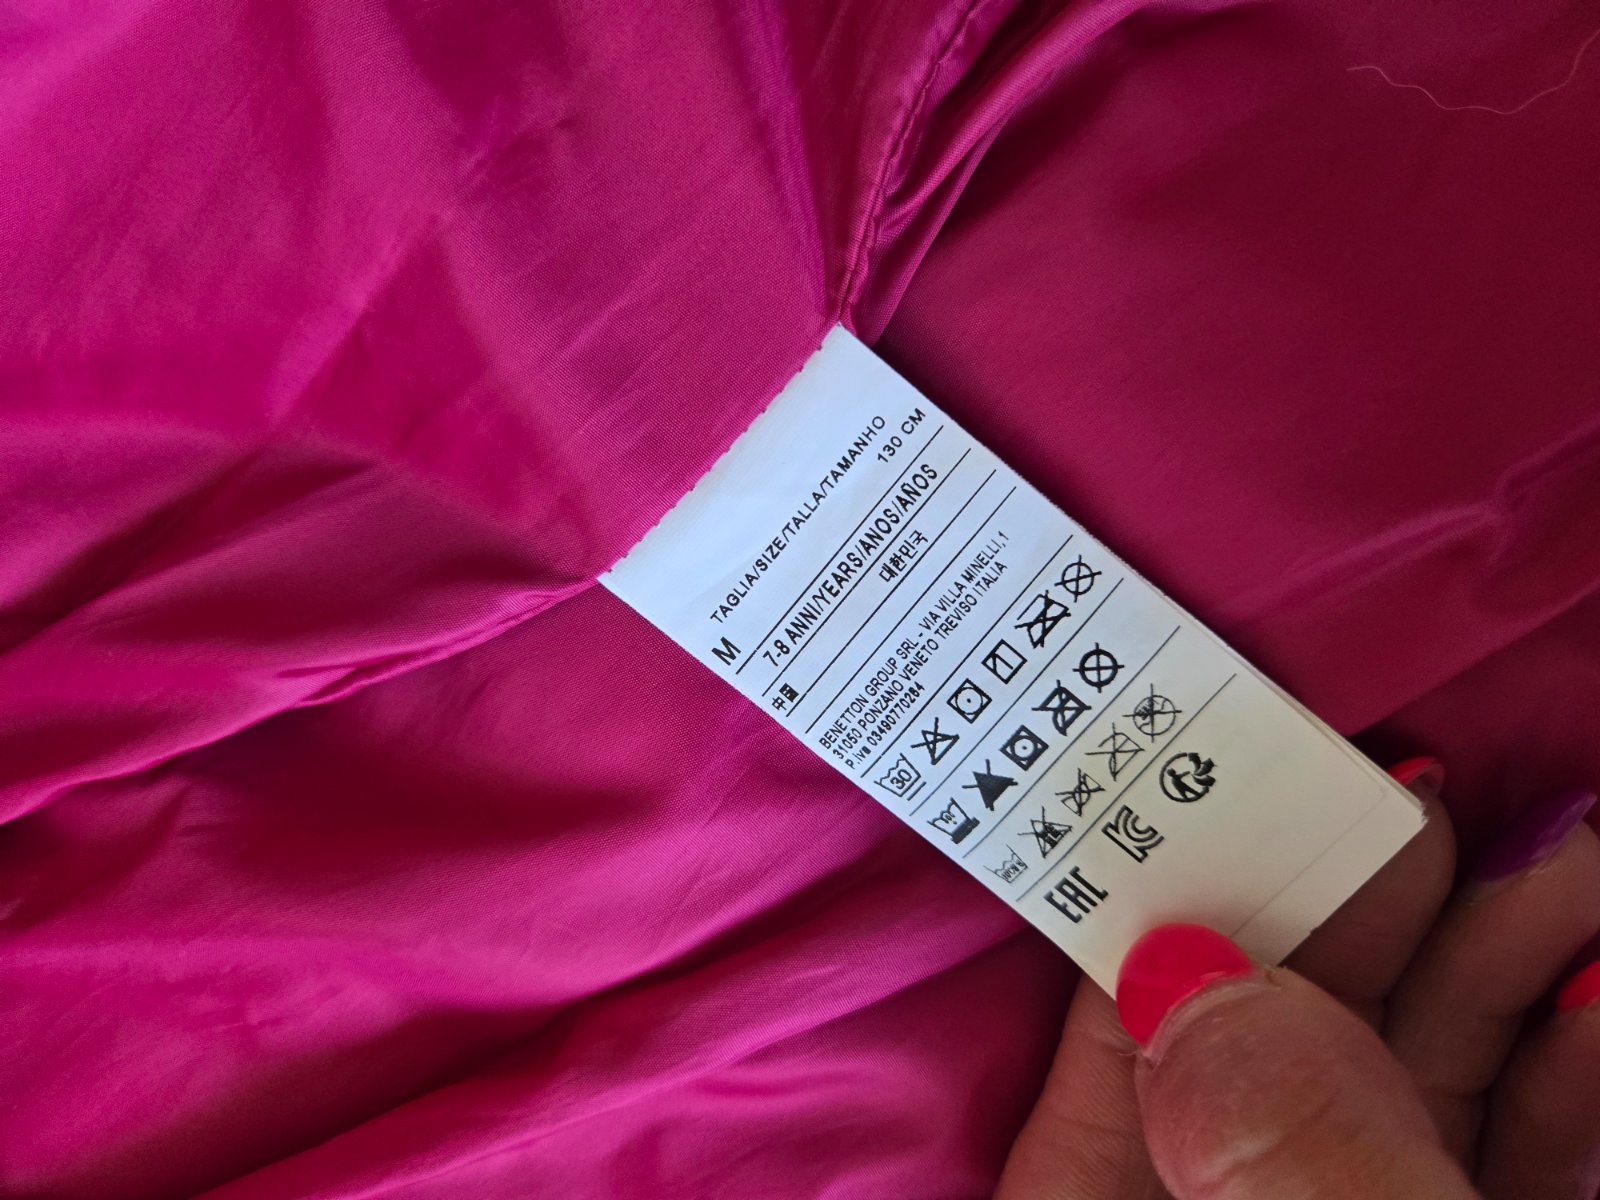 TAGLIA/SIZE/TALLA/TAMANHO
M 130 CM
7-8 ANNI/YEARS/ANOS/AÑOS
中国 대한민국
BENETTON GROUP SRL - VIA VILLA MINELLI, 1
31050 PONZANO VENETO TREVISO ITALIA
P.iva 03490770264
30
EAC